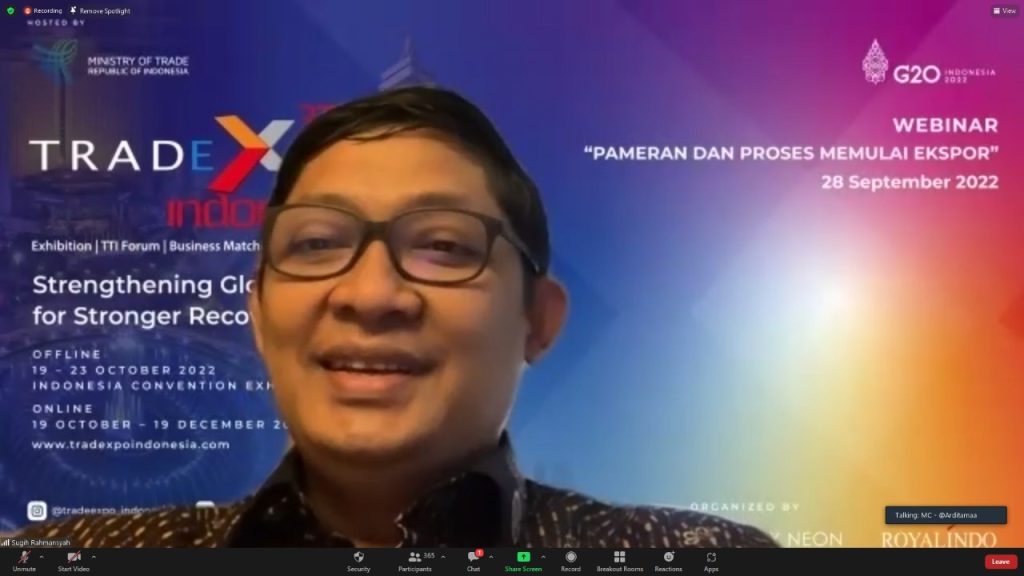 Recording
Remove Spotlight
View
HOSTED BY
MINISTRY OF TRADE
REPUBLIC OF INDONESIA
G20 INDONESIA
2022
TRADE X
WEBINAR
“PAMERAN DAN PROSES MEMULAI EKSPOR”
28 September 2022
Exhibition | TTI Forum | Business Match
Strengthening Glo
for Stronger Reco
OFFLINE
19 – 23 OCTOBER 2022
INDONESIA CONVENTION EXH
ONLINE
19 OCTOBER – 19 DECEMBER 20
www.tradexpoindonesia.com
@tradeexpo_indon
ORGANIZED BY
NEON
ROYALINDO
Talking: MC - @Arditamaa
Sugih Rahmansyah
Unmute
Start Video
Security
Participants
365
Chat
1
Share Screen
Record
Breakout Rooms
Reactions
Apps
Leave